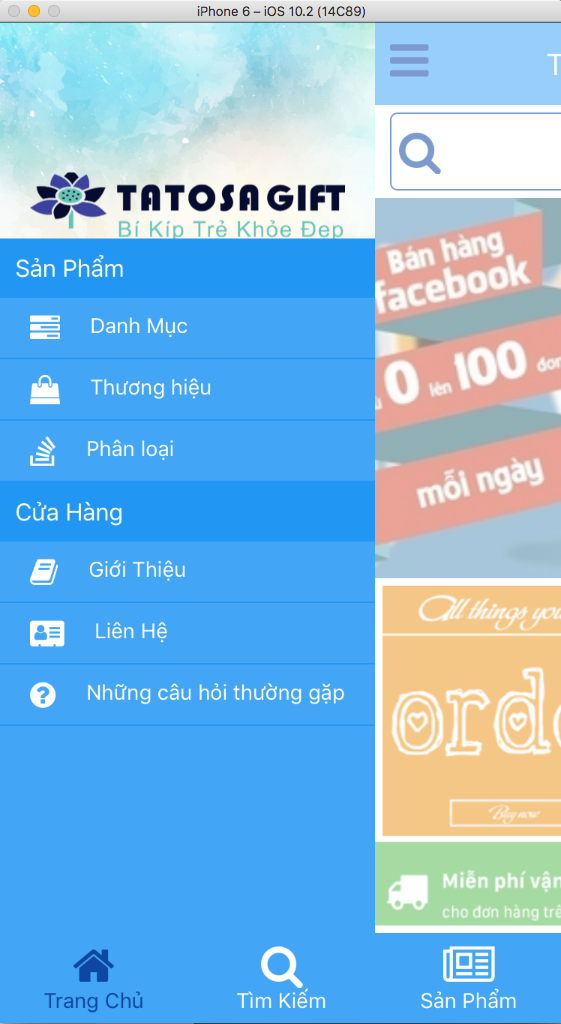 iPhone 6 – iOS 10.2 (14C89)
TATOSA GIFT
Bí Kíp Trẻ Khỏe Đẹp
Sản Phẩm
Danh Mục
Thương hiệu
Phân loại
Cửa Hàng
Giới Thiệu
Liên Hệ
Những câu hỏi thường gặp
T
Bán hàng
facebook
0 lên 100 đơn
mỗi ngày
All things you
orde
Buy now
Miễn phí vận
cho đơn hàng trê
Trang Chủ
Tìm Kiếm
Sản Phẩm